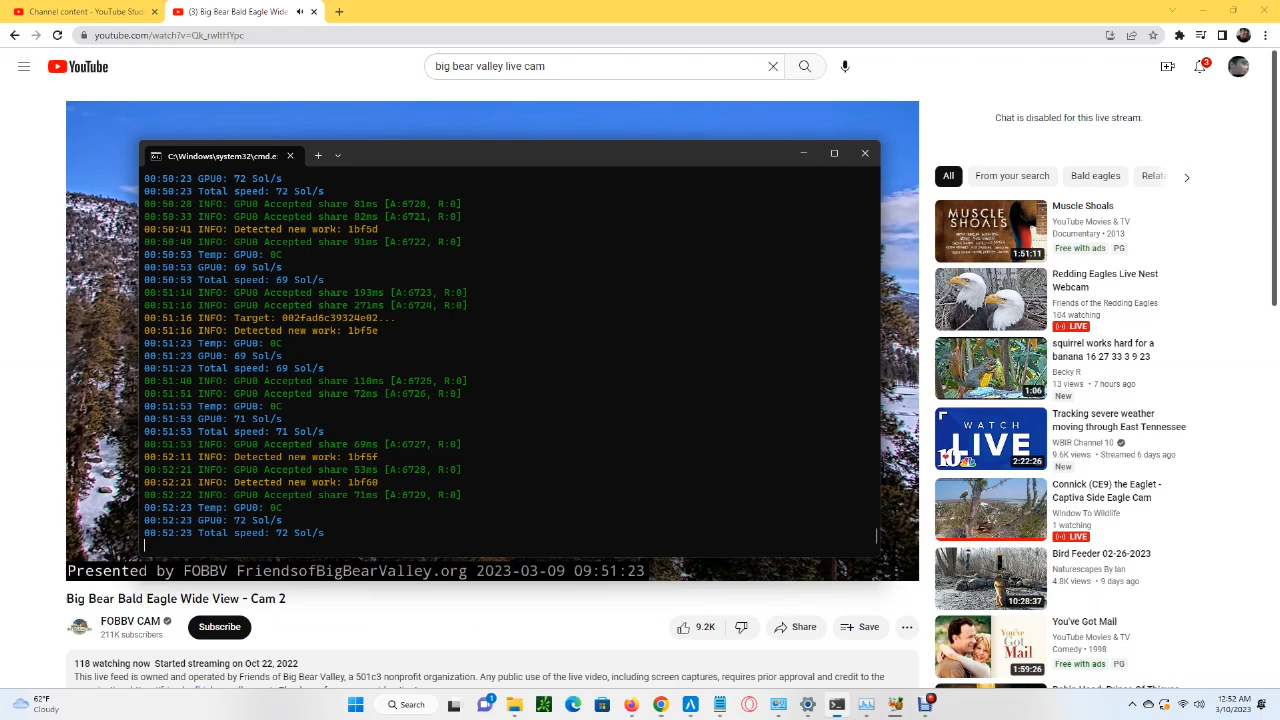 Channel content - YouTube Studi
(3) Big Bear Bald Eagle Wide
youtube.com/watch?v=Qk_rwltHYpc
YouTube
big bear valley live cam
3
C:\Windows\system32\cmd.e
00:50:23 GPU0: 72 Sol/s
00:50:23 Total speed: 72 Sol/s
00:50:28 INFO: GPU0 Accepted share 81ms [A:6720, R:0]
00:50:33 INFO: GPU0 Accepted share 82ms [A:6721, R:0]
00:50:41 INFO: Detected new work: 1bf5d
00:50:49 INFO: GPU0 Accepted share 91ms [A:6722, R:0]
00:50:53 Temp: GPU0: 0C
00:50:53 GPU0: 69 Sol/s
00:50:53 Total speed: 69 Sol/s
00:51:14 INFO: GPU0 Accepted share 193ms [A:6723, R:0]
00:51:16 INFO: GPU0 Accepted share 271ms [A:6724, R:0]
00:51:16 INFO: Target: 002fad6c39324e02...
00:51:16 INFO: Detected new work: 1bf5e
00:51:23 Temp: GPU0: 0C
00:51:23 GPU0: 69 Sol/s
00:51:23 Total speed: 69 Sol/s
00:51:40 INFO: GPU0 Accepted share 110ms [A:6725, R:0]
00:51:51 INFO: GPU0 Accepted share 72ms [A:6726, R:0]
00:51:53 Temp: GPU0: 0C
00:51:53 GPU0: 71 Sol/s
00:51:53 Total speed: 71 Sol/s
00:51:53 INFO: GPU0 Accepted share 69ms [A:6727, R:0]
00:52:11 INFO: Detected new work: 1bf5f
00:52:21 INFO: GPU0 Accepted share 53ms [A:6728, R:0]
00:52:21 INFO: Detected new work: 1bf60
00:52:22 INFO: GPU0 Accepted share 71ms [A:6729, R:0]
00:52:23 Temp: GPU0: 0C
00:52:23 GPU0: 72 Sol/s
00:52:23 Total speed: 72 Sol/s
Presented by FOBBV FriendsofBigBearValley.org 2023-03-09 09:51:23
Big Bear Bald Eagle Wide View - Cam 2
FOBBV CAM
211K subscribers
Subscribe
9.2K
Share
Save
118 watching now Started streaming on Oct 22, 2022
This live feed is owned and operated by Friends of Big Bear Valley, a 501c3 non-profit organization. Any public use of the live feed, including screen captures, requires prior approval and credit to the
Chat is disabled for this live stream.
All
From your search
Bald eagles
Relate
MUSCLE
SHOALS
1:51:11
Muscle Shoals
YouTube Movies & TV
Documentary • 2013
Free with ads
PG
Redding Eagles Live Nest
Webcam
Friends of the Redding Eagles
104 watching
LIVE
1:06
squirrel works hard for a
banana 16 27 33 3 9 23
Becky R
13 views • 7 hours ago
New
WATCH
LIVE
10
2:22:26
Tracking severe weather
moving through East Tennessee
WBIR Channel 10
9.6K views • Streamed 6 days ago
New
Connick (CE9) the Eaglet -
Captiva Side Eagle Cam
Window To Wildlife
1 watching
LIVE
10:28:37
Bird Feeder 02-26-2023
Naturescapes By Ian
4.8K views • 9 days ago
You've
Got
Mail
1:59:26
You've Got Mail
YouTube Movies & TV
Comedy • 1998
Free with ads
PG
62°F
Cloudy
Search
1
12:52 AM
3/10/2023